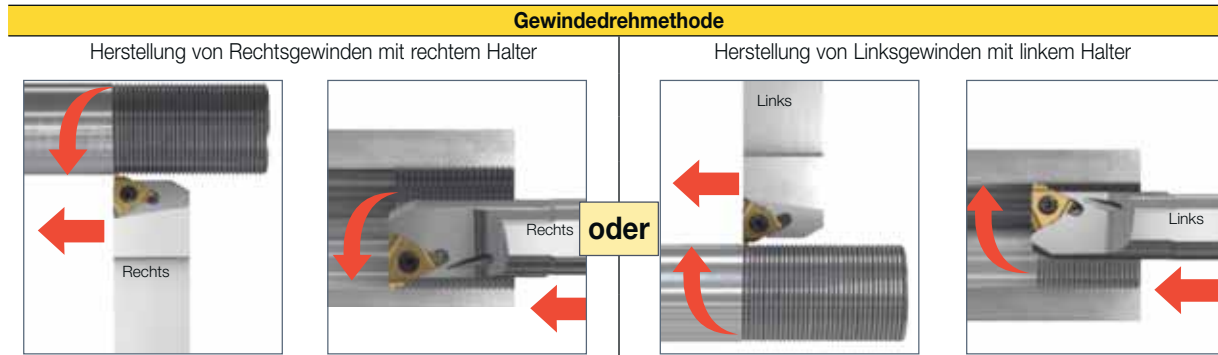 Gewindedrehmethode
Herstellung von Rechtsgewinden mit rechtem Halter
Herstellung von Linksgewinden mit linkem Halter
Rechts
Rechts
oder
Links
Links